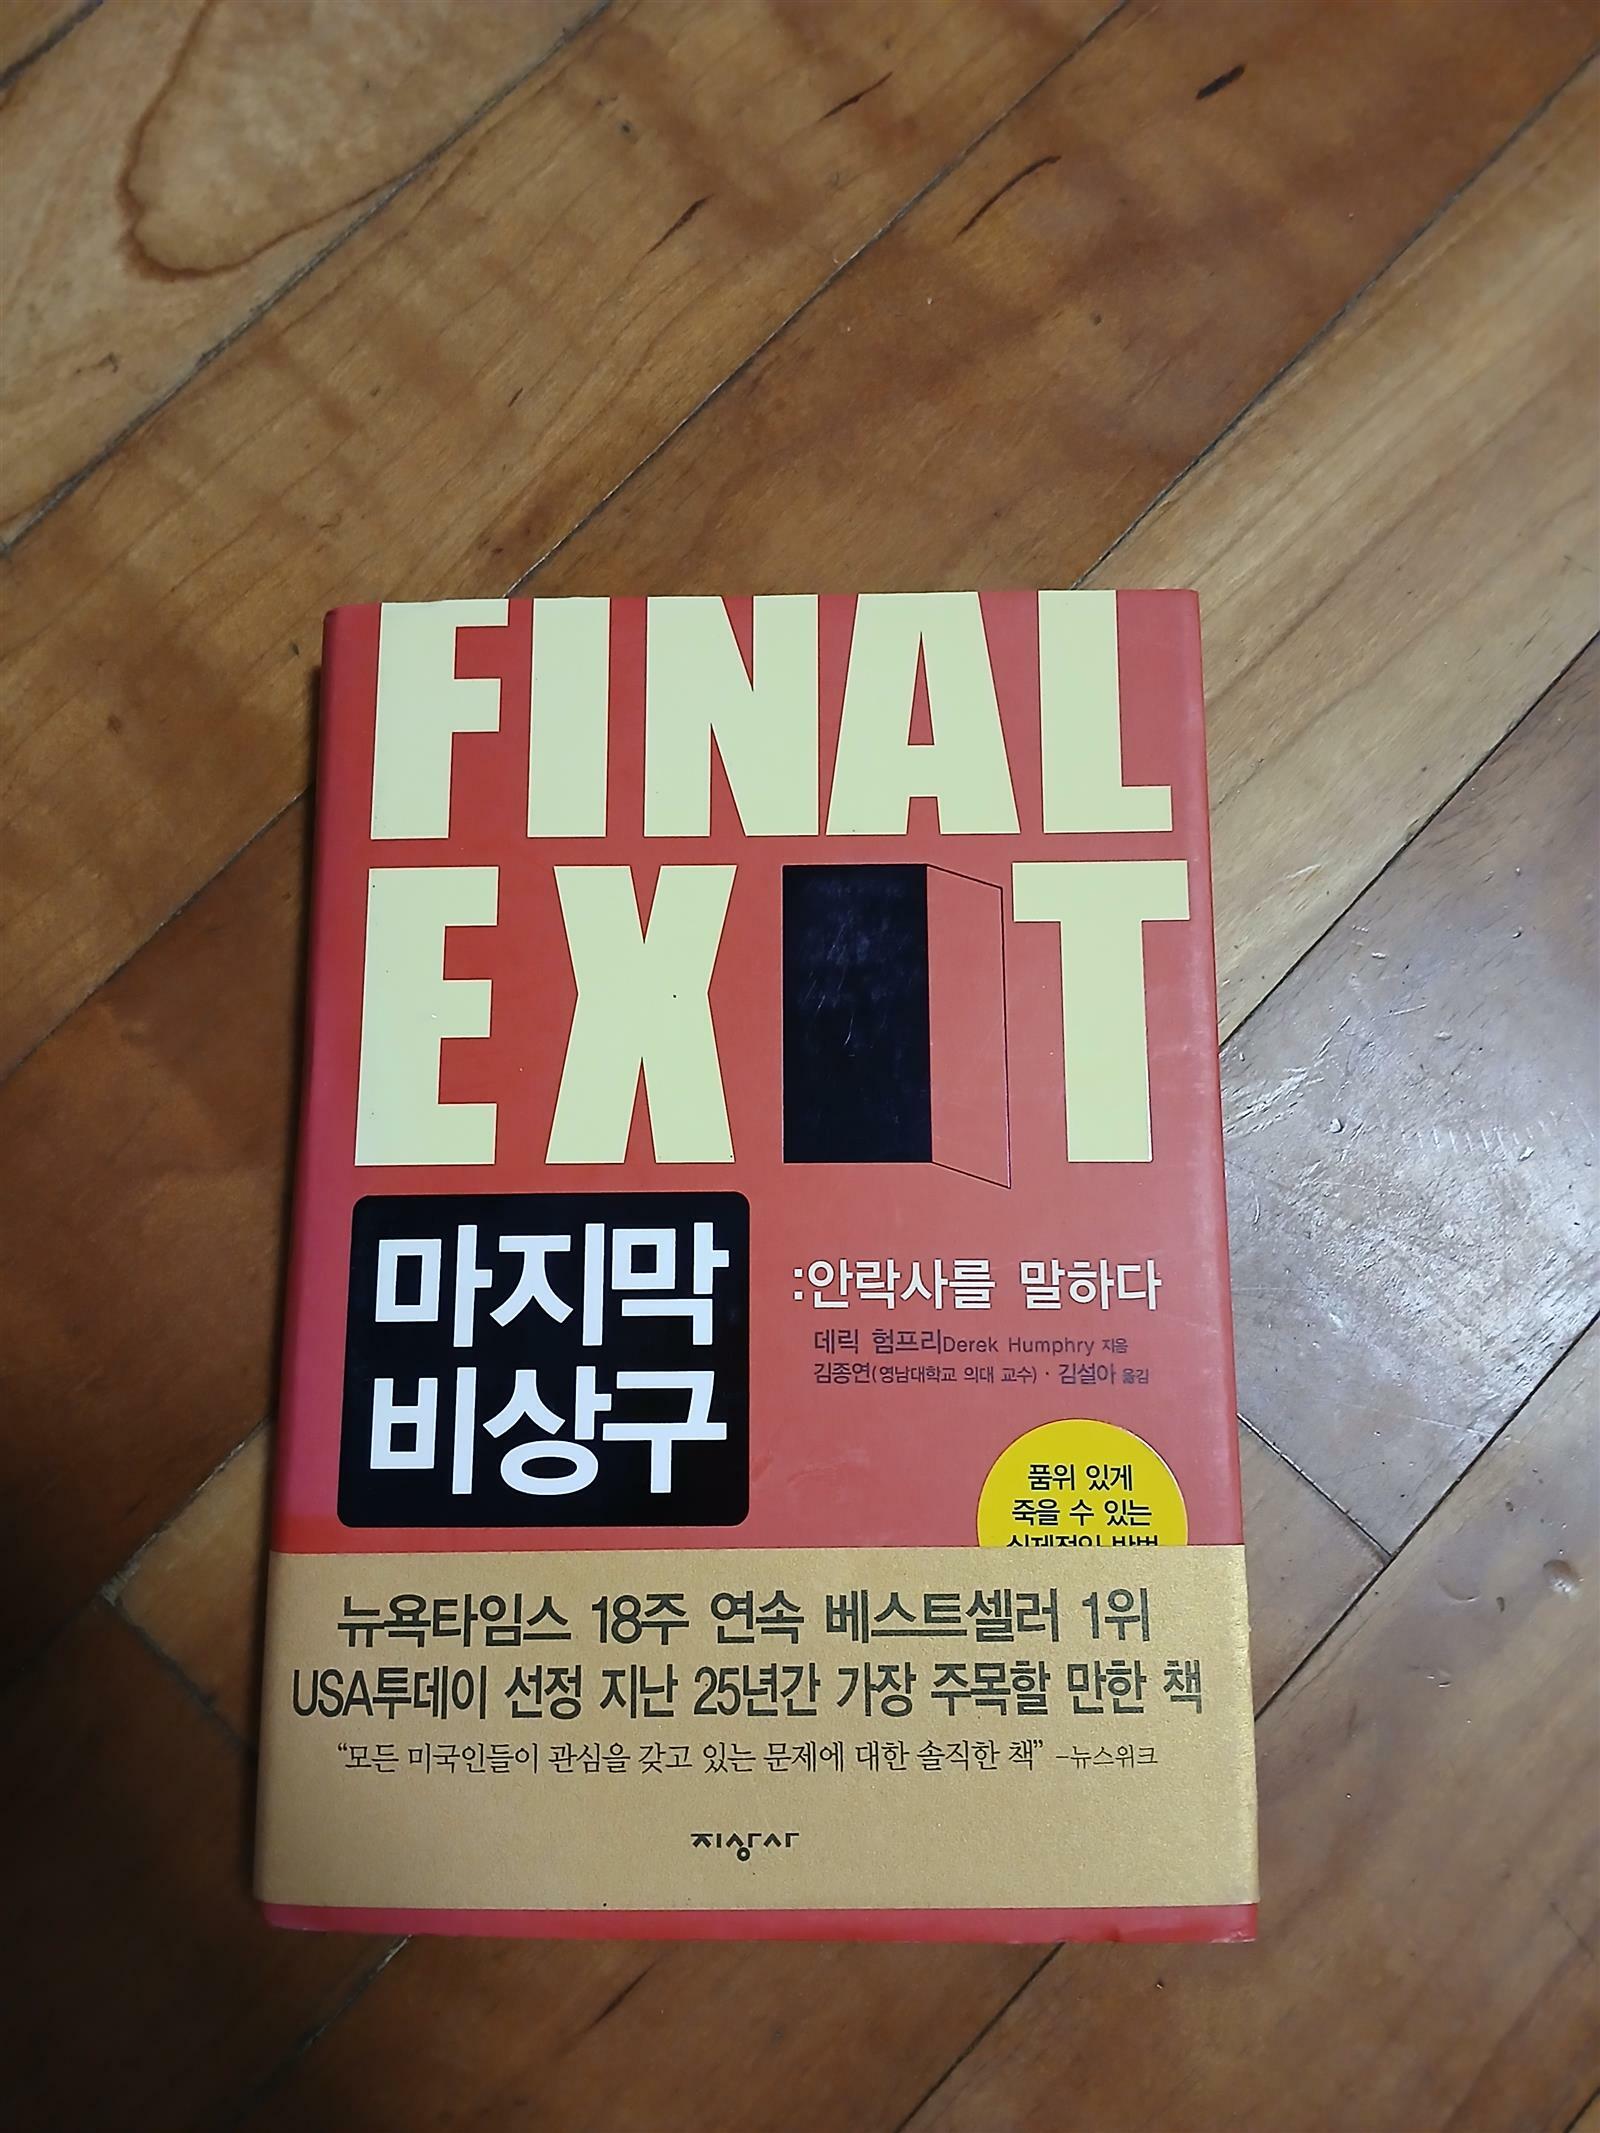 FINAL
EXIT
마지막
비상구
:안락사를 말하다
데릭 험프리Derek Humphry 지음
김종연(영남대학교 의대 교수)·김설아 옮김
품위 있게
죽을 수 있는
뉴욕타임스 18주 연속 베스트셀러 1위
USA투데이 선정 지난 25년간 가장 주목할 만한 책
“모든 미국인들이 관심을 갖고 있는 문제에 대한 솔직한 책” -뉴스위크
지상사